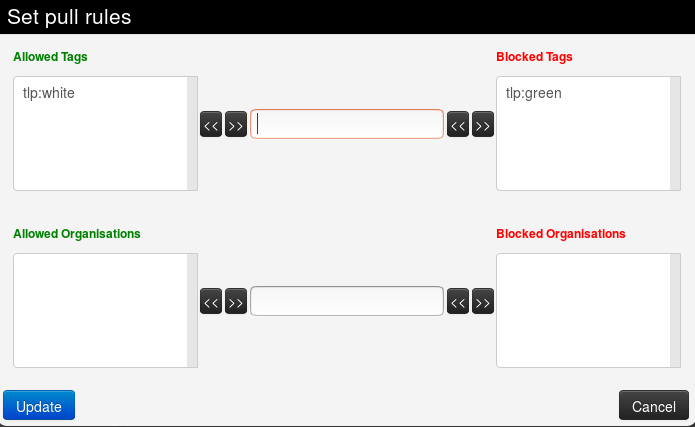 Set pull rules
Allowed Tags Blocked Tags
tlp:white tlp:green
<< >> << >>
Allowed Organisations Blocked Organisations
<< >> << >>
Update Cancel